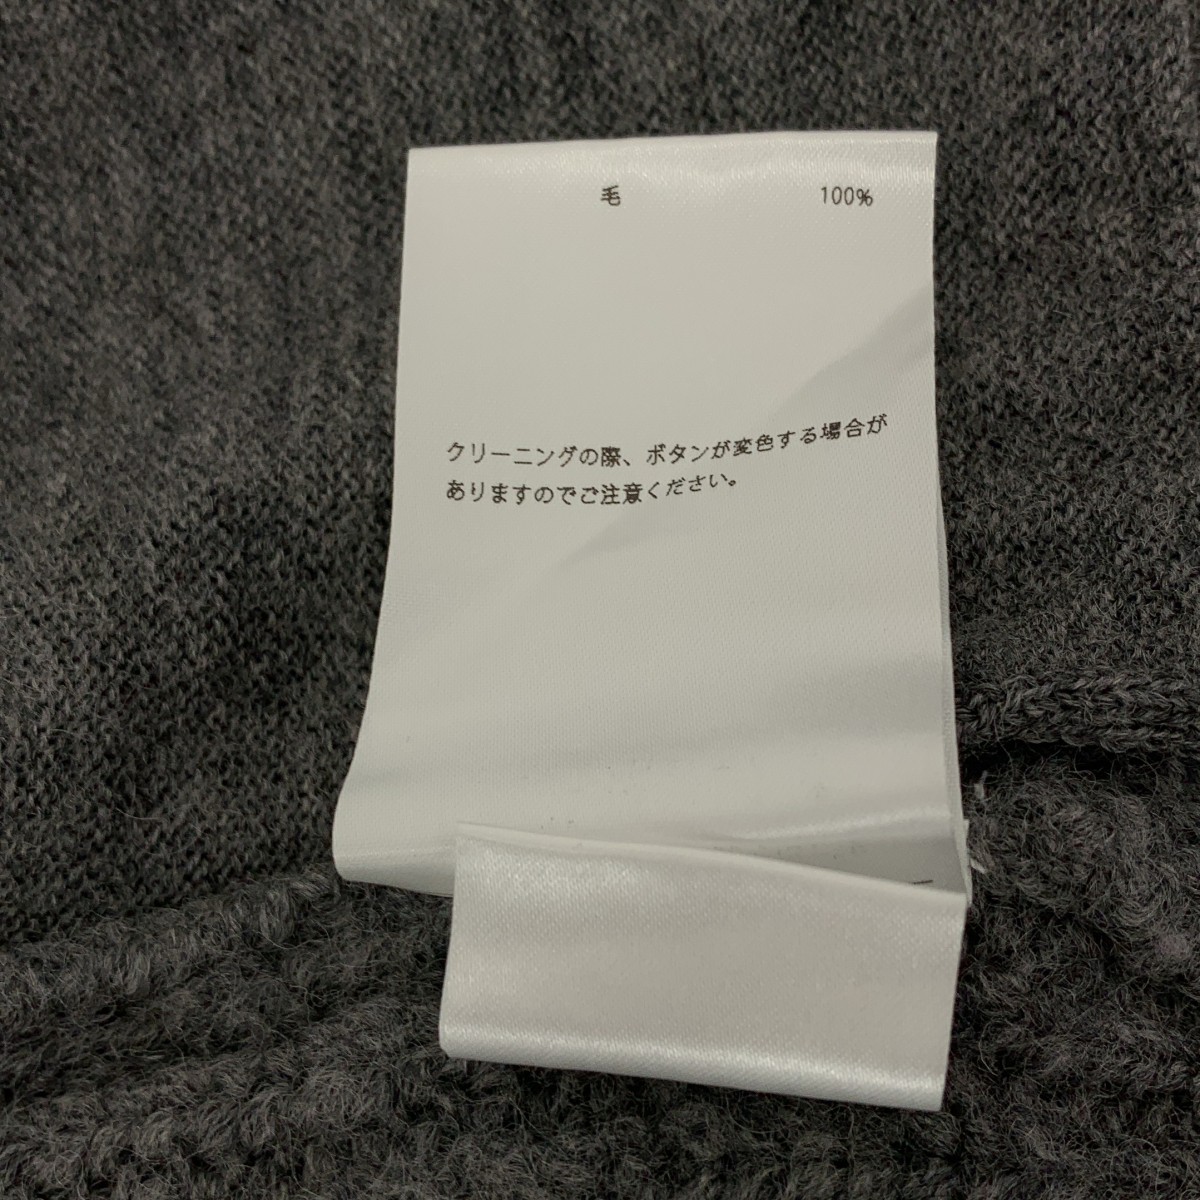 毛 100%
クリーニングの際、ボタンが変色する場合が
ありますのでご注意ください。